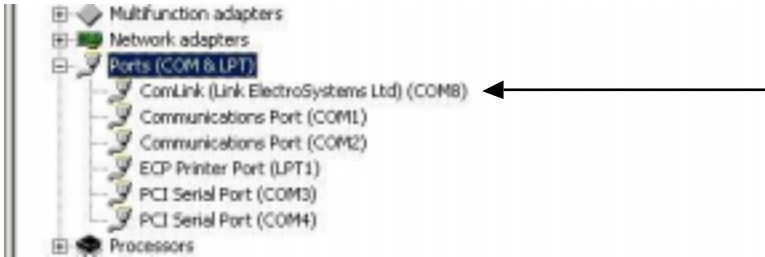 Multifunction adapters
Network adapters
Ports (COM & LPT)
ComLink (Link ElectroSystems Ltd) (COM8)
Communications Port (COM1)
Communications Port (COM2)
ECP Printer Port (LPT1)
PCI Serial Port (COM3)
PCI Serial Port (COM4)
Processors